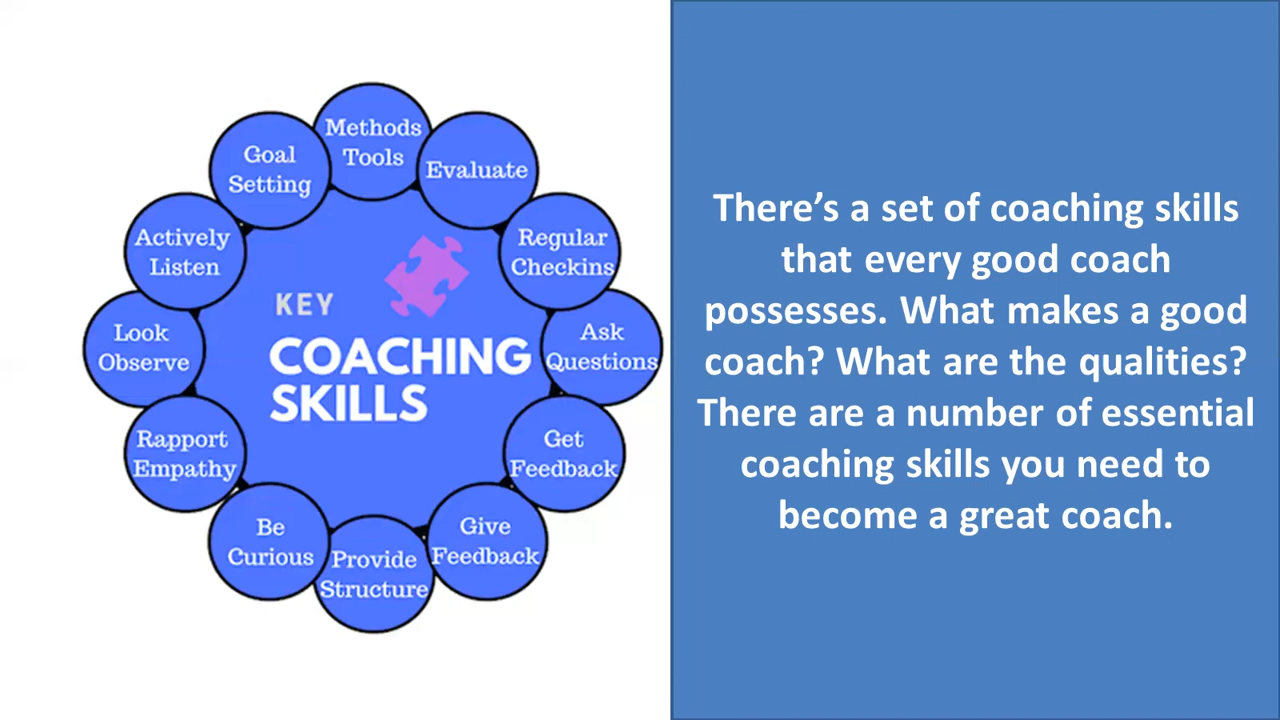 Methods
Tools
Evaluate
Regular
Checkins
Ask
Questions
Get
Feedback
Give
Feedback
Provide
Structure
Be
Curious
Rapport
Empathy
Look
Observe
Actively
Listen
Goal
Setting
KEY
COACHING
SKILLS
There’s a set of coaching skills
that every good coach
possesses. What makes a good
coach? What are the qualities?
There are a number of essential
coaching skills you need to
become a great coach.